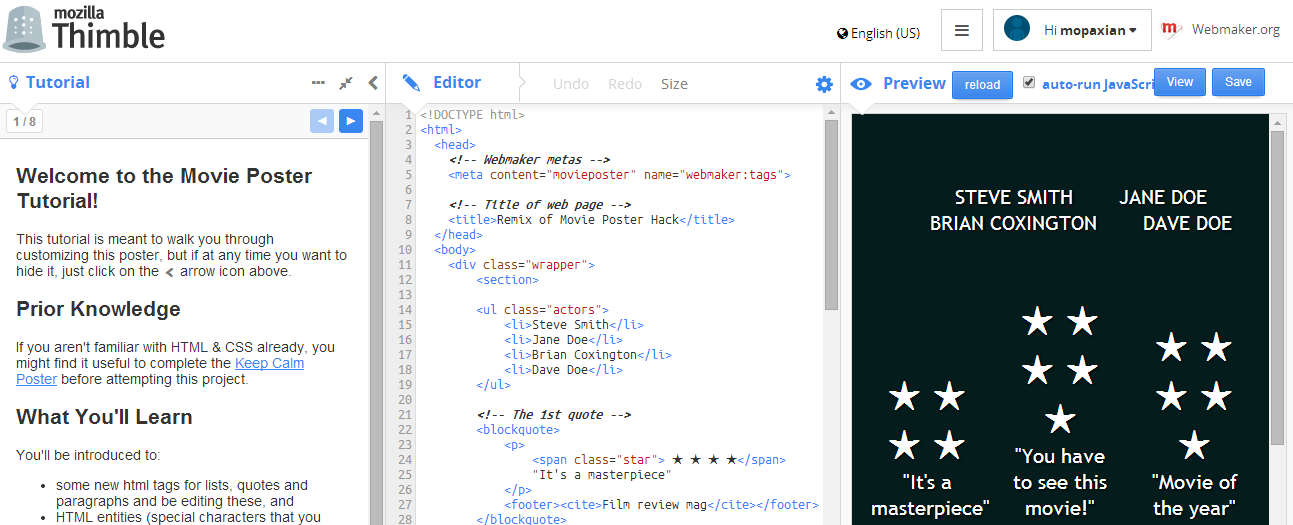 mozilla
Thimble
English (US)
Hi mopaxian
m
Webmaker.org
Tutorial
Editor
Undo Redo Size
Preview
reload
auto-run JavaScri
View
Save
1 / 8
Welcome to the Movie Poster
Tutorial!
This tutorial is meant to walk you through
customizing this poster, but if at any time you want to
hide it, just click on the < arrow icon above.
Prior Knowledge
If you aren't familiar with HTML & CSS already, you
might find it useful to complete the Keep Calm
Poster before attempting this project.
What You'll Learn
You'll be introduced to:
• some new html tags for lists, quotes and
paragraphs and be editing these, and
• HTML entities (special characters that you
1 <!DOCTYPE html>
2 <html>
3 <head>
4 <!-- Webmaker metas -->
5 <meta content="movieposter" name="webmaker:tags">
6
7 <!-- Title of web page -->
8 <title>Remix of Movie Poster Hack</title>
9 </head>
10 <body>
11 <div class="wrapper">
12 <section>
13
14 <ul class="actors">
15 <li>Steve Smith</li>
16 <li>Jane Doe</li>
17 <li>Brian Coxington</li>
18 <li>Dave Doe</li>
19 </ul>
20
21 <!-- The 1st quote -->
22 <blockquote>
23 <p>
24 <span class="star"> ★ ★ ★ ★</span>
25 "It's a masterpiece"
26 </p>
27 <footer><cite>Film review mag</cite></footer>
28 </blockquote>
STEVE SMITH JANE DOE
BRIAN COXINGTON DAVE DOE
★ ★
★ ★
"It's a
masterpiece"
★ ★
★ ★
★
"You have
to see this
movie!"
★ ★
★ ★
★
"Movie of
the year"